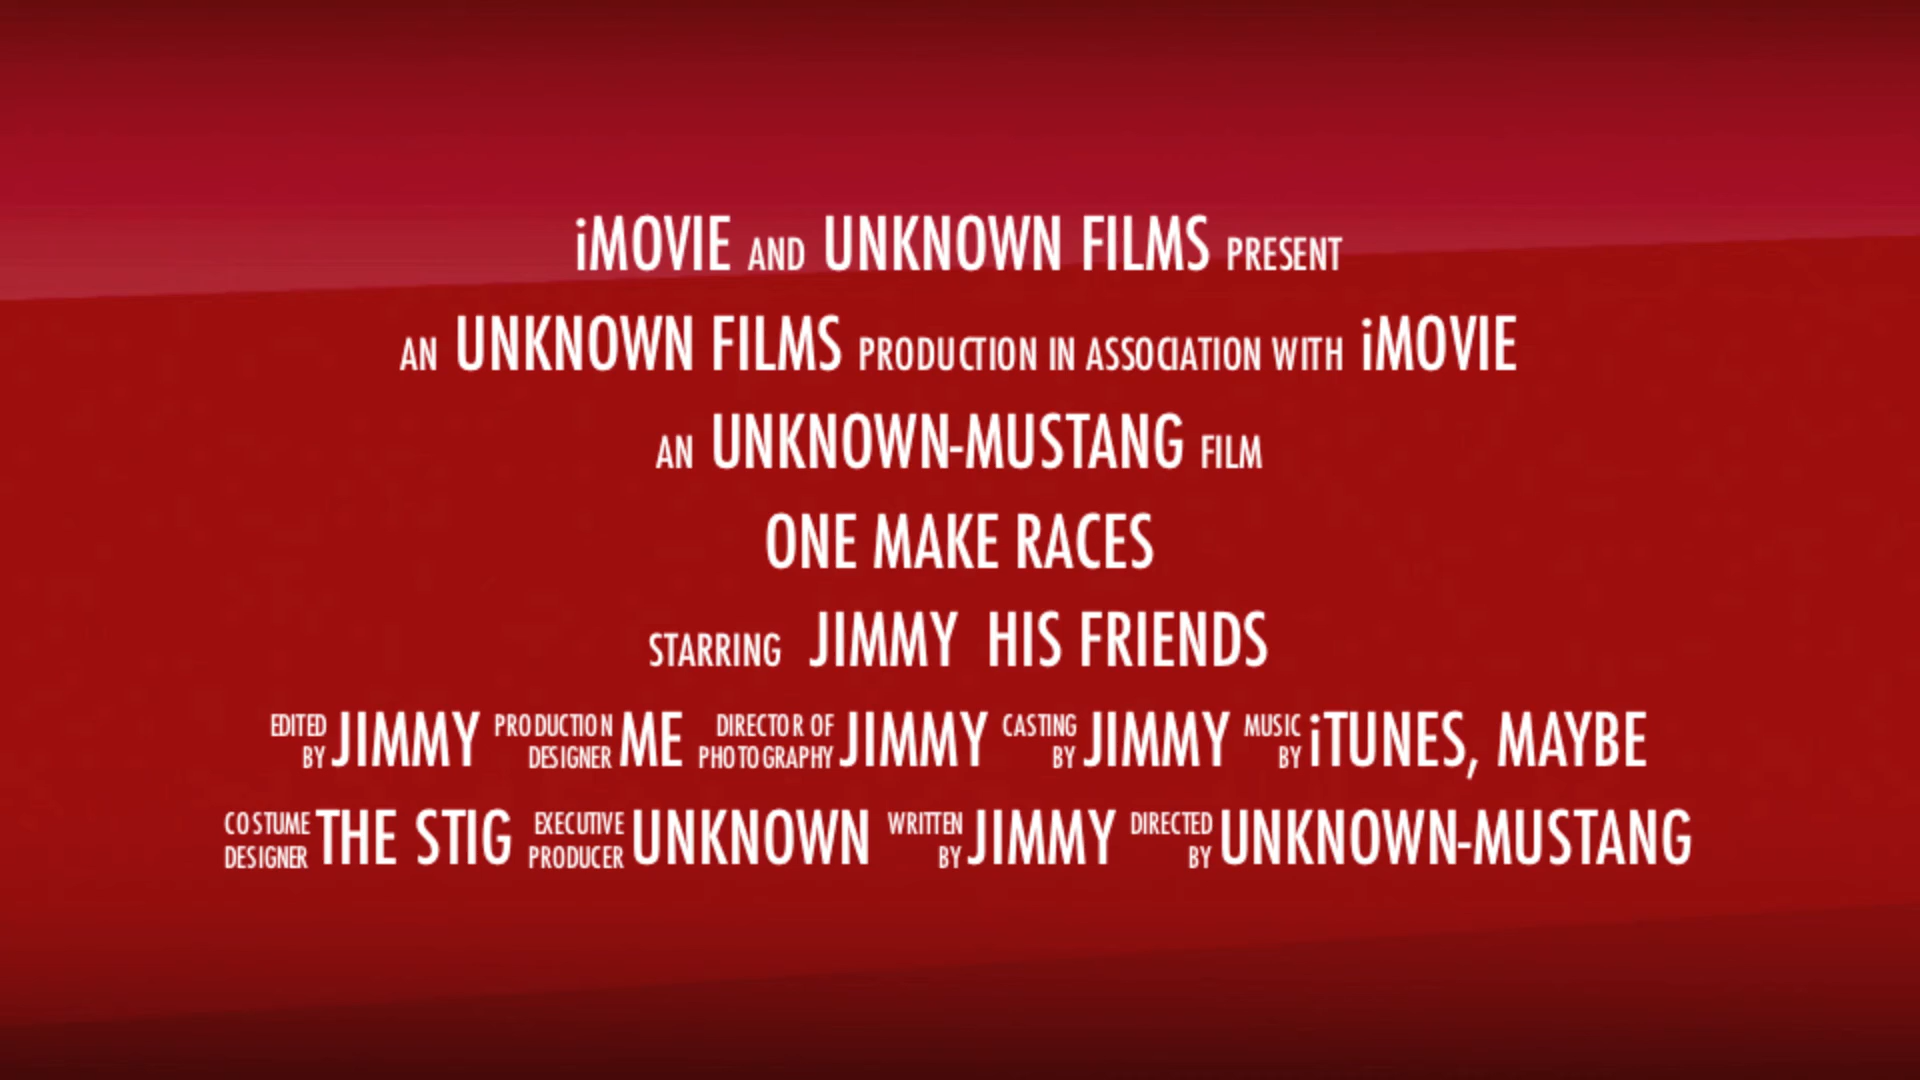 iMOVIE AND UNKNOWN FILMS PRESENT
AN UNKNOWN FILMS PRODUCTION IN ASSOCIATION WITH iMOVIE
AN UNKNOWN-MUSTANG FILM
ONE MAKE RACES
STARRING JIMMY HIS FRIENDS
EDITED BY JIMMY PRODUCTION DESIGNER ME DIRECTOR OF PHOTOGRAPHY JIMMY CASTING BY JIMMY MUSIC BY iTUNES, MAYBE
COSTUME DESIGNER THE STIG EXECUTIVE PRODUCER UNKNOWN WRITTEN BY JIMMY DIRECTED BY UNKNOWN-MUSTANG